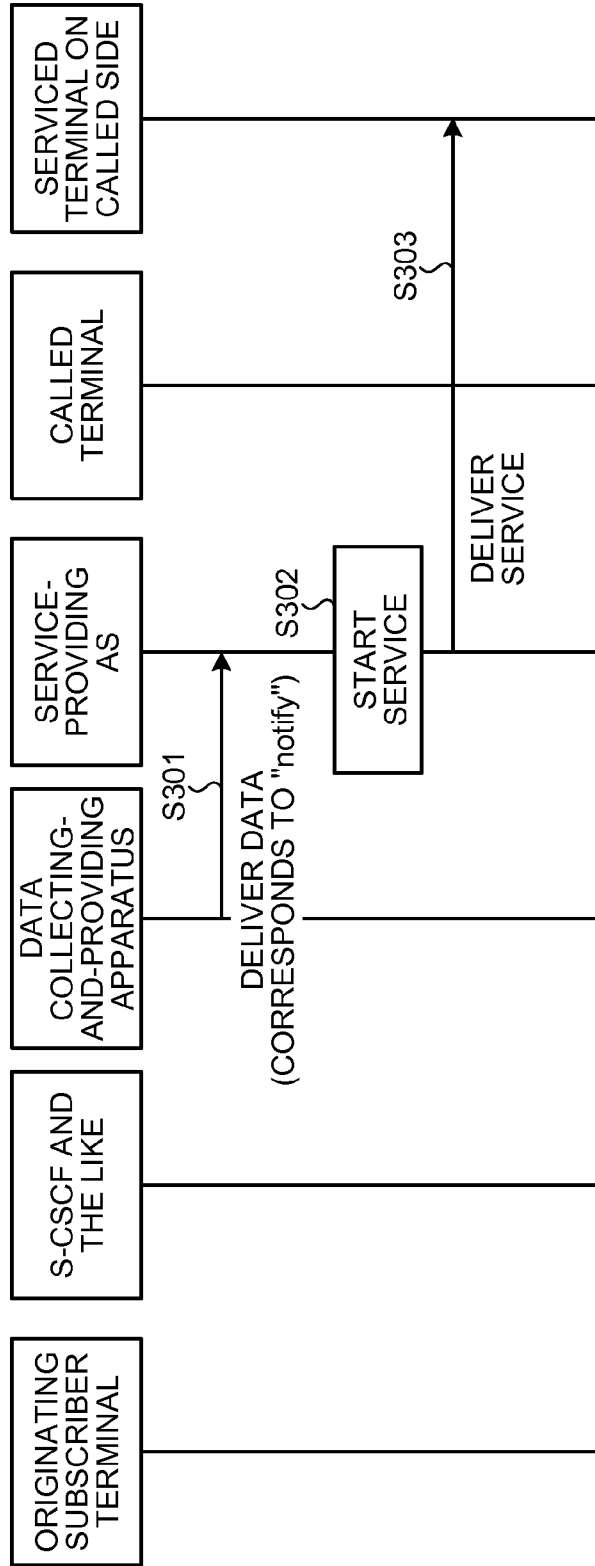 ORIGINATING
SUBSCRIBER
TERMINAL
S-CSCF AND
THE LIKE
DATA
COLLECTING-
AND-PROVIDING
APPARATUS
SERVICE-
PROVIDING
AS
CALLED
TERMINAL
SERVICED
TERMINAL ON
CALLED SIDE
S301
DELIVER DATA
(CORRESPONDS TO "notify")
S302
START
SERVICE
S303
DELIVER
SERVICE